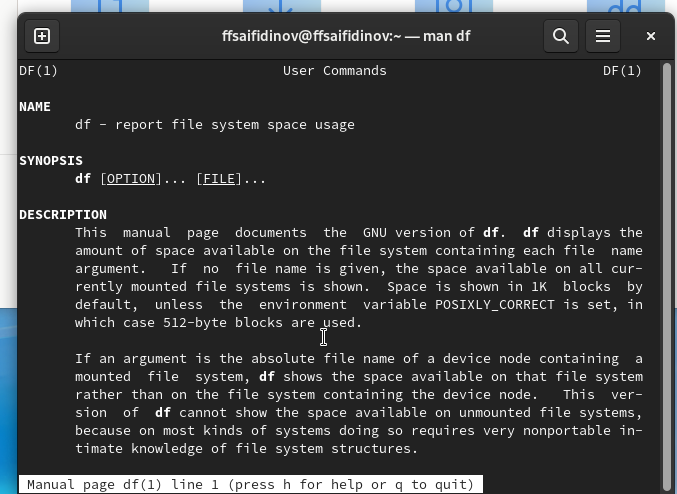 ffsaifidinov@ffsaifidinov:~ — man df
DF(1) User Commands DF(1)
NAME
df - report file system space usage
SYNOPSIS
df [OPTION]... [FILE]...
DESCRIPTION
This manual page documents the GNU version of df. df displays the
amount of space available on the file system containing each file name
argument. If no file name is given, the space available on all cur-
rently mounted file systems is shown. Space is shown in 1K blocks by
default, unless the environment variable POSIXLY_CORRECT is set, in
which case 512-byte blocks are used.
If an argument is the absolute file name of a device node containing a
mounted file system, df shows the space available on that file system
rather than on the file system containing the device node. This ver-
sion of df cannot show the space available on unmounted file systems,
because on most kinds of systems doing so requires very nonportable in-
timate knowledge of file system structures.
Manual page df(1) line 1 (press h for help or q to quit)